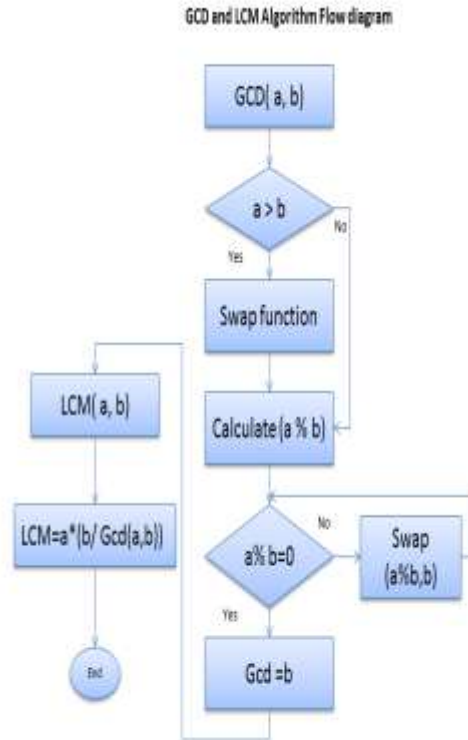 GCD and LCM Algorithm Flow diagram
GCD( a, b)
a > b
No
Yes
Swap function
LCM( a, b)
Calculate (a % b)
LCM=a*(b/ Gcd(a,b))
a% b=0
No
Swap
(a%b,b)
Yes
End
Gcd =b